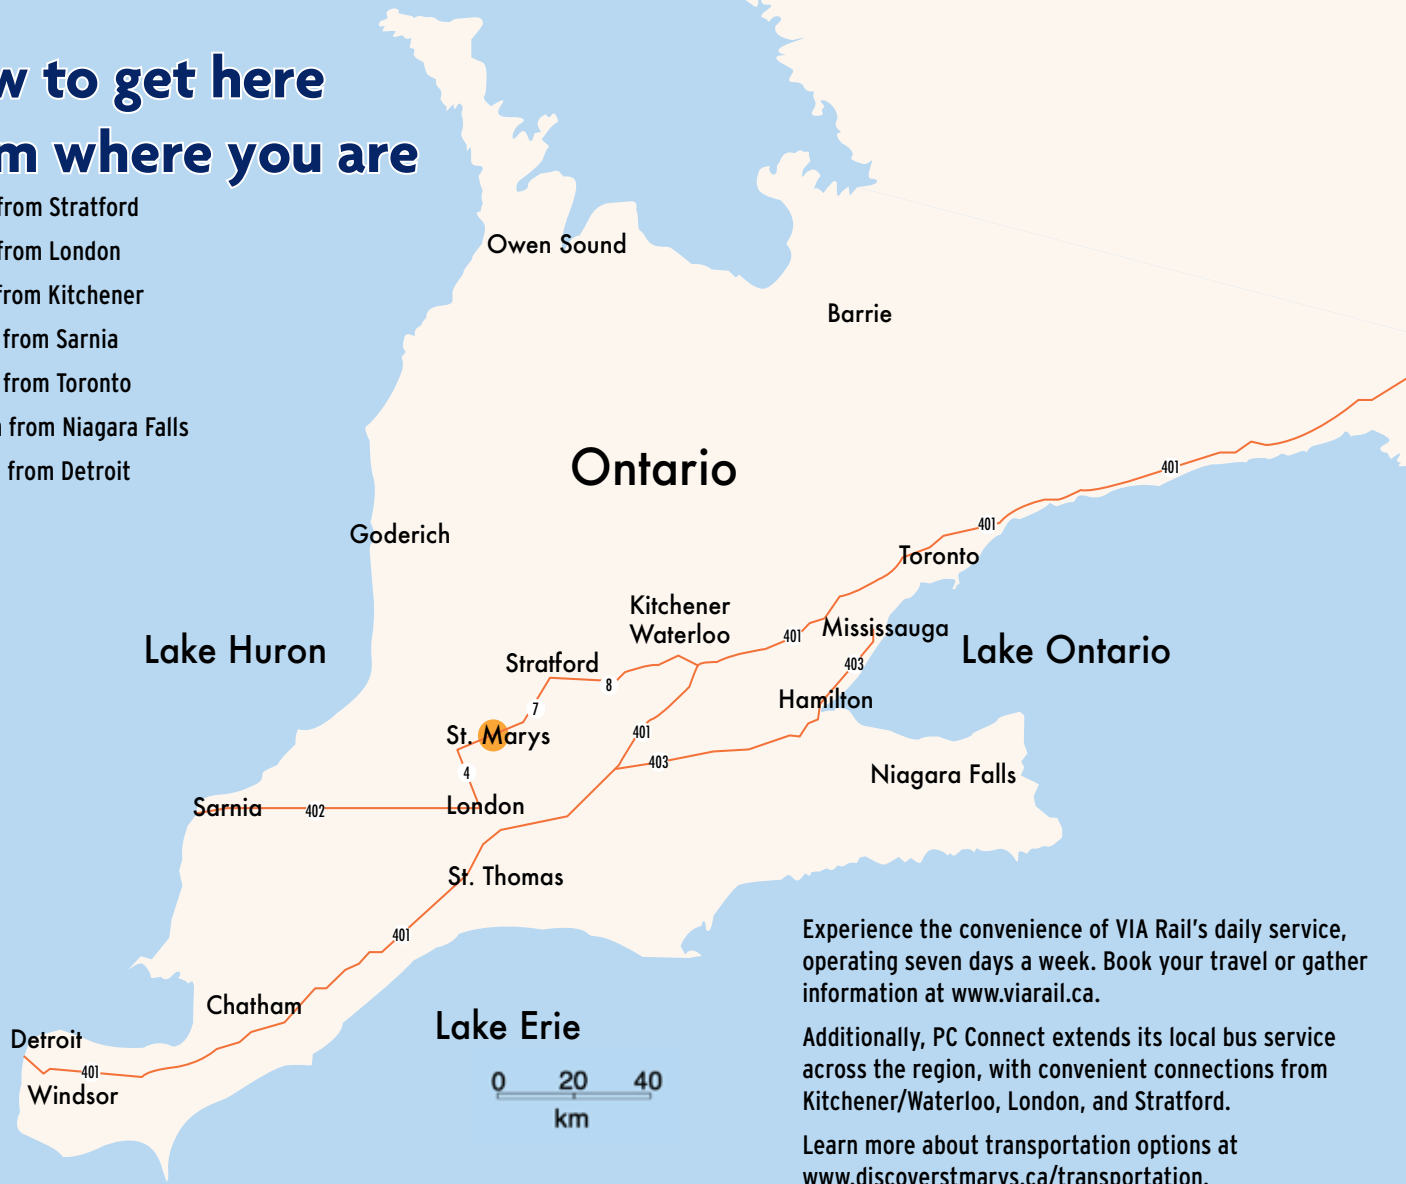 w to get here
m where you are
from Stratford
from London
from Kitchener
from Sarnia
from Toronto
from Niagara Falls
from Detroit
Owen Sound
Barrie
Ontario
Goderich
401
401
Toronto
Kitchener
Waterloo
401
Mississauga
Lake Huron
Lake Ontario
Stratford
403
8
Hamilton
7
St. Marys
401
403
4
Niagara Falls
Sarnia
402
London
St. Thomas
401
Chatham
Lake Erie
Detroit
401
Windsor
0 20 40
km
Experience the convenience of VIA Rail's daily service,
operating seven days a week. Book your travel or gather
information at www.viarail.ca.
Additionally, PC Connect extends its local bus service
across the region, with convenient connections from
Kitchener/Waterloo, London, and Stratford.
Learn more about transportation options at
www.discoverstmarys.ca/transportation.